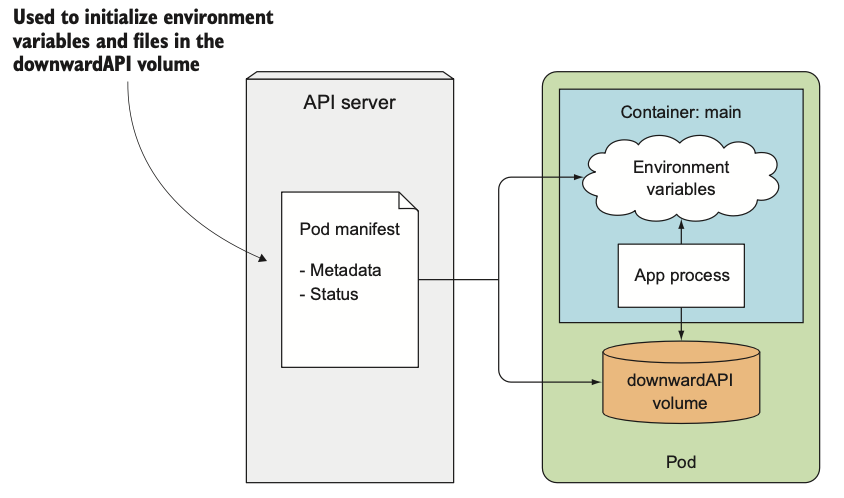 Used to initialize environment
variables and files in the
downwardAPI volume
API server
Pod manifest
- Metadata
- Status
Container: main
Environment
variables
App process
downwardAPI
volume
Pod